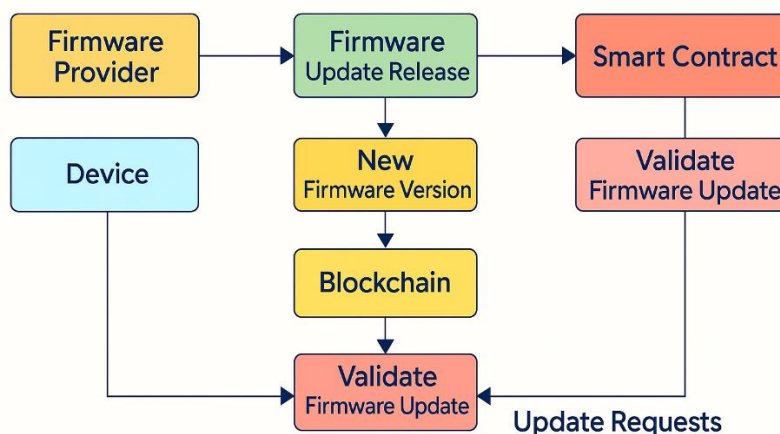 Firmware
Provider
Firmware
Update Release
Smart Contract
Device
New
Firmware Version
Validate
Firmware Update
Blockchain
Validate
Firmware Update
Update Requests